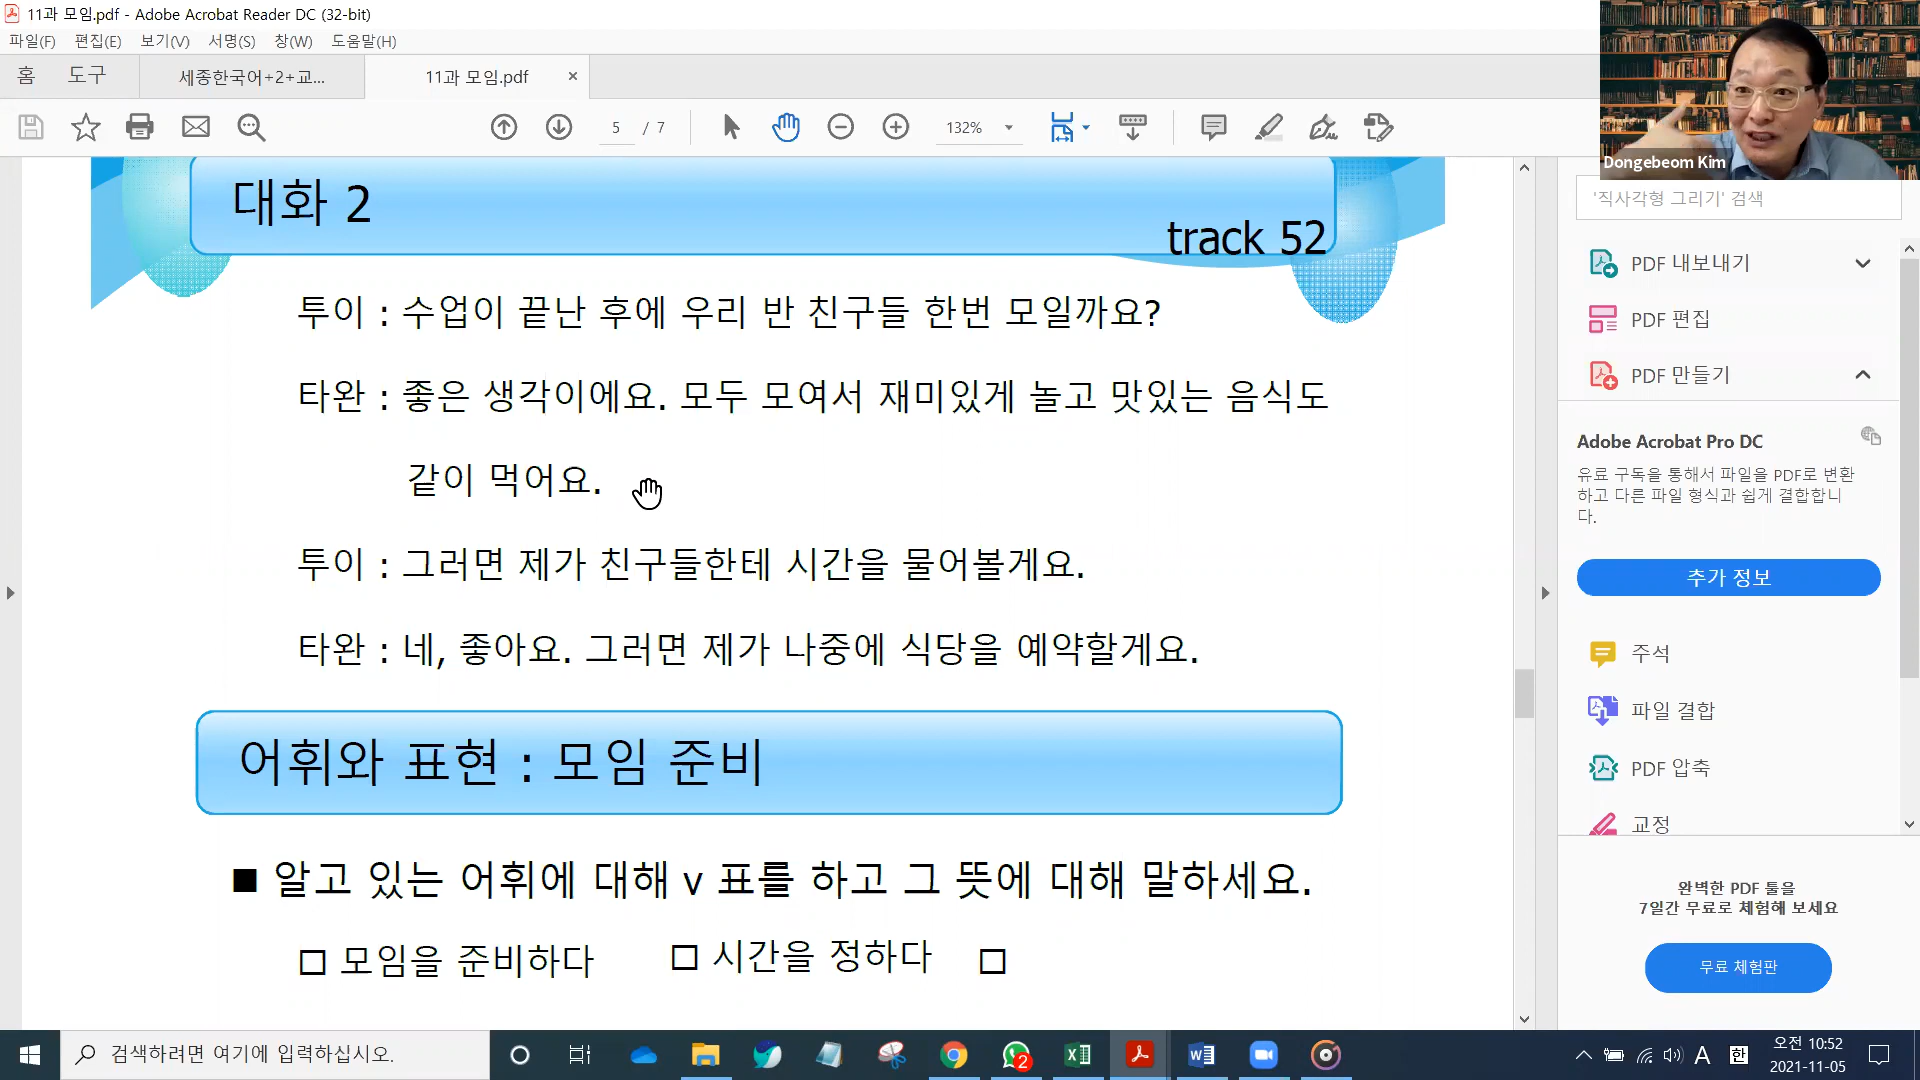 11과 모임.pdf - Adobe Acrobat Reader DC (32-bit)
파일(F) 편집(E) 보기(V) 서명(S) 창(W) 도움말(H)
홈 도구 세종한국어+2+교... 11과 모임.pdf ×
5 / 7 132%
Dongebeom Kim
대화 2
track 52
투이 : 수업이 끝난 후에 우리 반 친구들 한번 모일까요?
타완 : 좋은 생각이에요. 모두 모여서 재미있게 놀고 맛있는 음식도
같이 먹어요.
투이 : 그러면 제가 친구들한테 시간을 물어볼게요.
타완 : 네, 좋아요. 그러면 제가 나중에 식당을 예약할게요.
어휘와 표현 : 모임 준비
■ 알고 있는 어휘에 대해 v 표를 하고 그 뜻에 대해 말하세요.
□ 모임을 준비하다 □ 시간을 정하다 □
'직사각형 그리기' 검색
PDF 내보내기
PDF 편집
PDF 만들기
Adobe Acrobat Pro DC
유료 구독을 통해서 파일을 PDF로 변환
하고 다른 파일 형식과 쉽게 결합합니
다.
추가 정보
주석
파일 결합
PDF 압축
교정
완벽한 PDF 툴을
7일간 무료로 체험해 보세요
무료 체험판
검색하려면 여기에 입력하십시오.
2
A 한
오전 10:52
2021-11-05